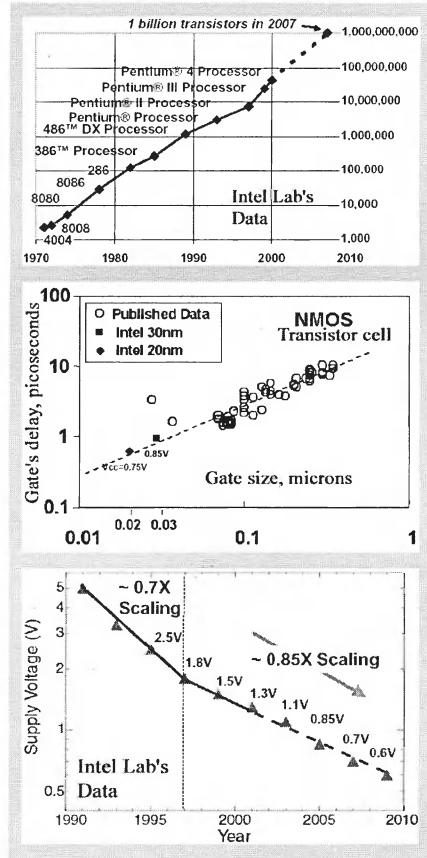 1 billion transistors in 2007
1,000,000,000
100,000,000
Pentium® 4 Processor
Pentium® III Processor
10,000,000
Pentium® II Processor
Pentium® Processor
486™ DX Processor
1,000,000
386™ Processor
286
100,000
8086
Intel Lab's
Data
8080
10,000
8008
4004
1,000
1970
1980
1985
1990
1995
2000
2005
2010
Gate's delay, picoseconds
100
10
1
0.1
Published Data
Intel 30nm
Intel 20nm
NMOS
Transistor cell
0.85V
Vcc=0.75V
Gate size, microns
0.01
0.02
0.03
0.1
1
Supply Voltage (V)
5
3
2
1
0.5
~ 0.7X
Scaling
2.5V
1.8V
1.5V
1.3V
1.1V
0.85V
0.7V
0.6V
~ 0.85X Scaling
Intel Lab's
Data
1990
1995
2000
2005
2010
Year